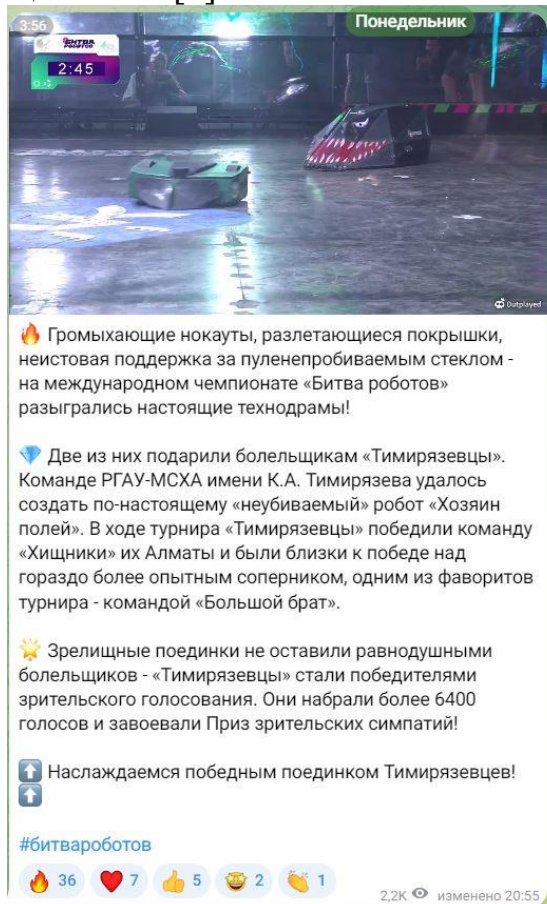 3:56
Понедельник
БИТВА
РОБОТОВ
2:45
Outplayed
🔥 Громыхающие нокауты, разлетающиеся покрышки,
неистовая поддержка за пуленепробиваемым стеклом -
на международном чемпионате «Битва роботов»
разыгрались настоящие технодрамы!
💎 Две из них подарили болельщикам «Тимирязевцы».
Команде РГАУ-МСХА имени К.А. Тимирязева удалось
создать по-настоящему «неубиваемый» робот «Хозяин
полей». В ходе турнира «Тимирязевцы» победили команду
«Хищники» их Алматы и были близки к победе над
гораздо более опытным соперником, одним из фаворитов
турнира - командой «Большой брат».
🌟 Зрелищные поединки не оставили равнодушными
болельщиков - «Тимирязевцы» стали победителями
зрительского голосования. Они набрали более 6400
голосов и завоевали Приз зрительских симпатий!
⬆️ Наслаждаемся победным поединком Тимирязевцев!
⬆️
#битвароботов
🔥 36 ❤️ 7 👍 5 🤩 2 👏 1
2,2K изменено 20:55